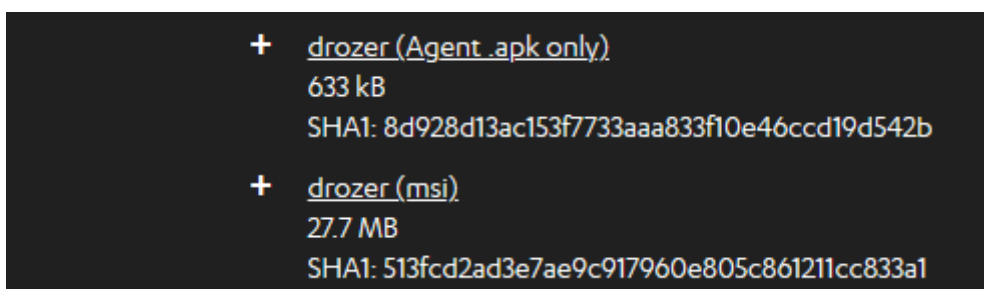 + drozer (Agent .apk only)
633 kB
SHA1: 8d928d13ac153f7733aaa833f10e46ccd19d542b
+ drozer (msi)
27.7 MB
SHA1: 513fcd2ad3e7ae9c917960e805c861211cc833a1